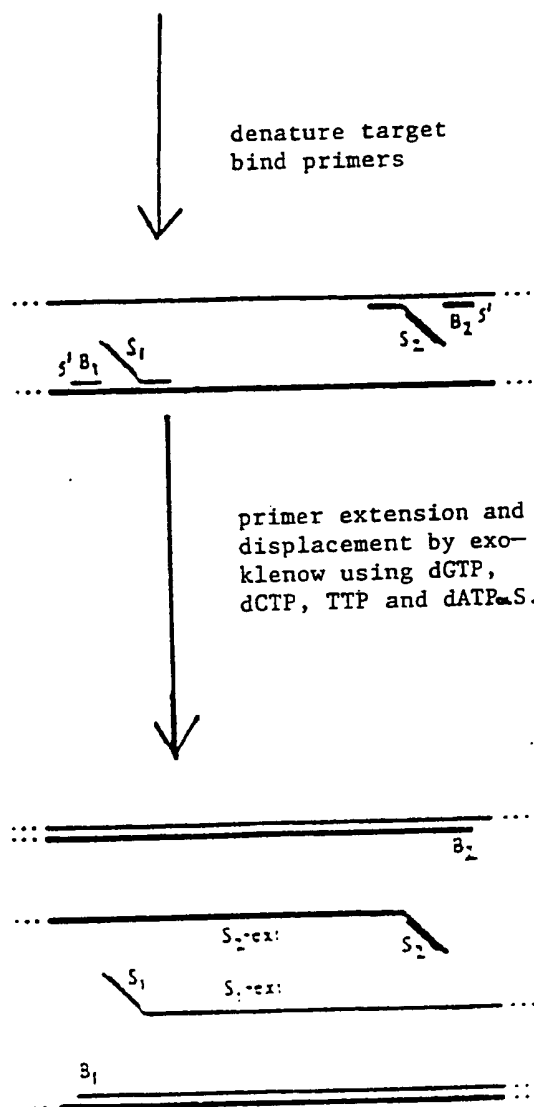 denature target
bind primers
B₂ 5'
S₂
S₁
5' B₁
primer extension and
displacement by exo-
klenow using dGTP,
dCTP, TTP and dATPαS.
B₂
S₂-ext
S₂
S₁
S₁-ext
B₁